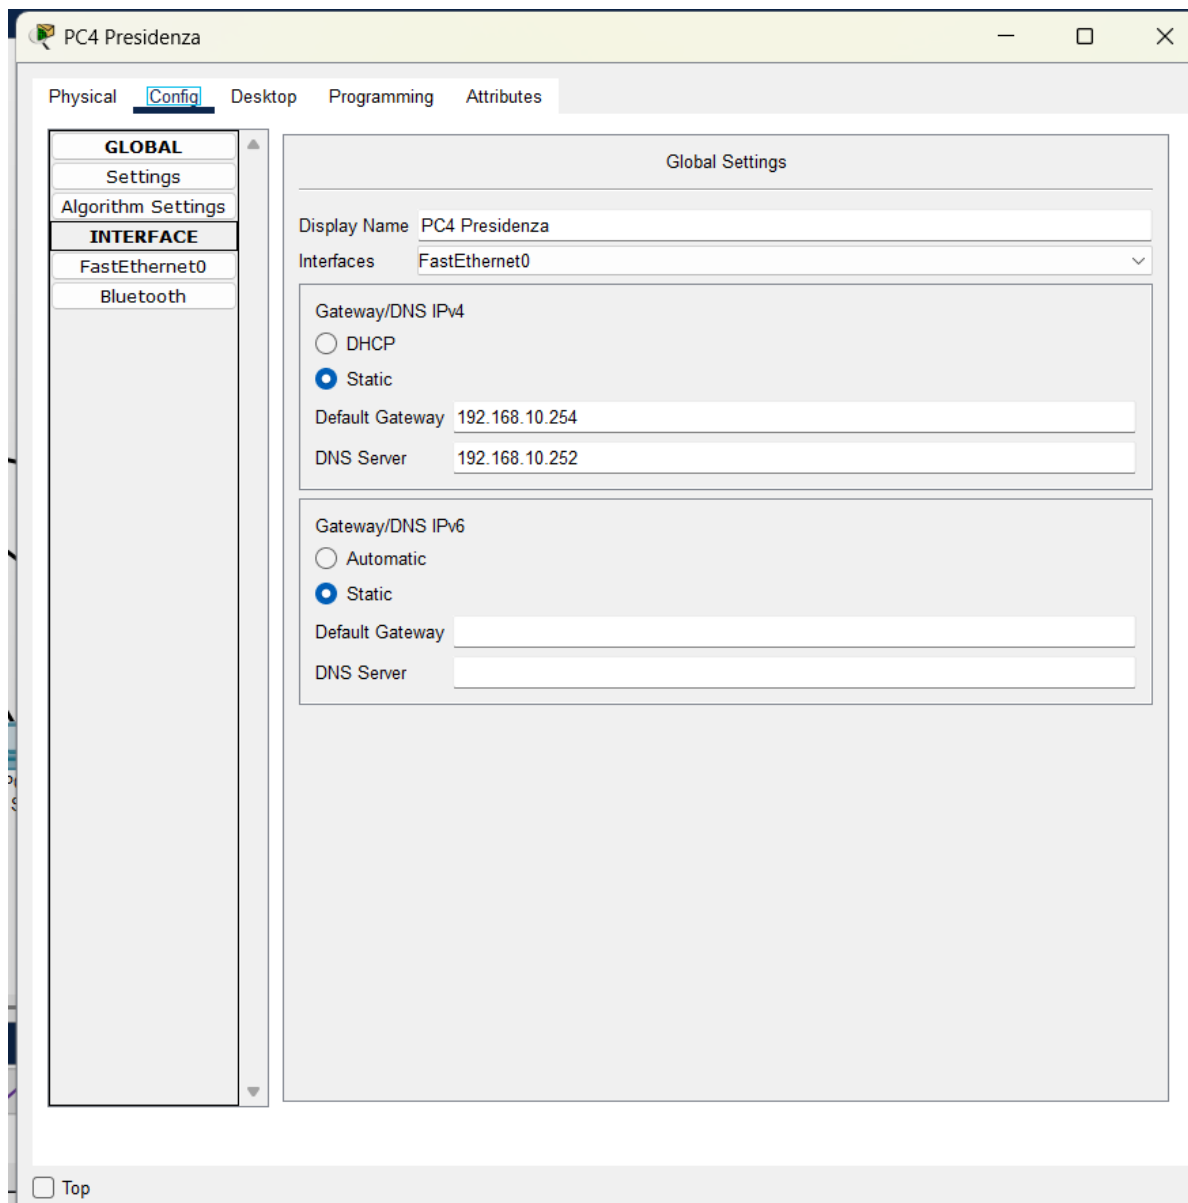 PC4 Presidenza
Physical Config Desktop Programming Attributes
GLOBAL
Settings
Algorithm Settings
INTERFACE
FastEthernet0
Bluetooth
Global Settings
Display Name PC4 Presidenza
Interfaces FastEthernet0
Gateway/DNS IPv4
DHCP
Static
Default Gateway 192.168.10.254
DNS Server 192.168.10.252
Gateway/DNS IPv6
Automatic
Static
Default Gateway
DNS Server
Top